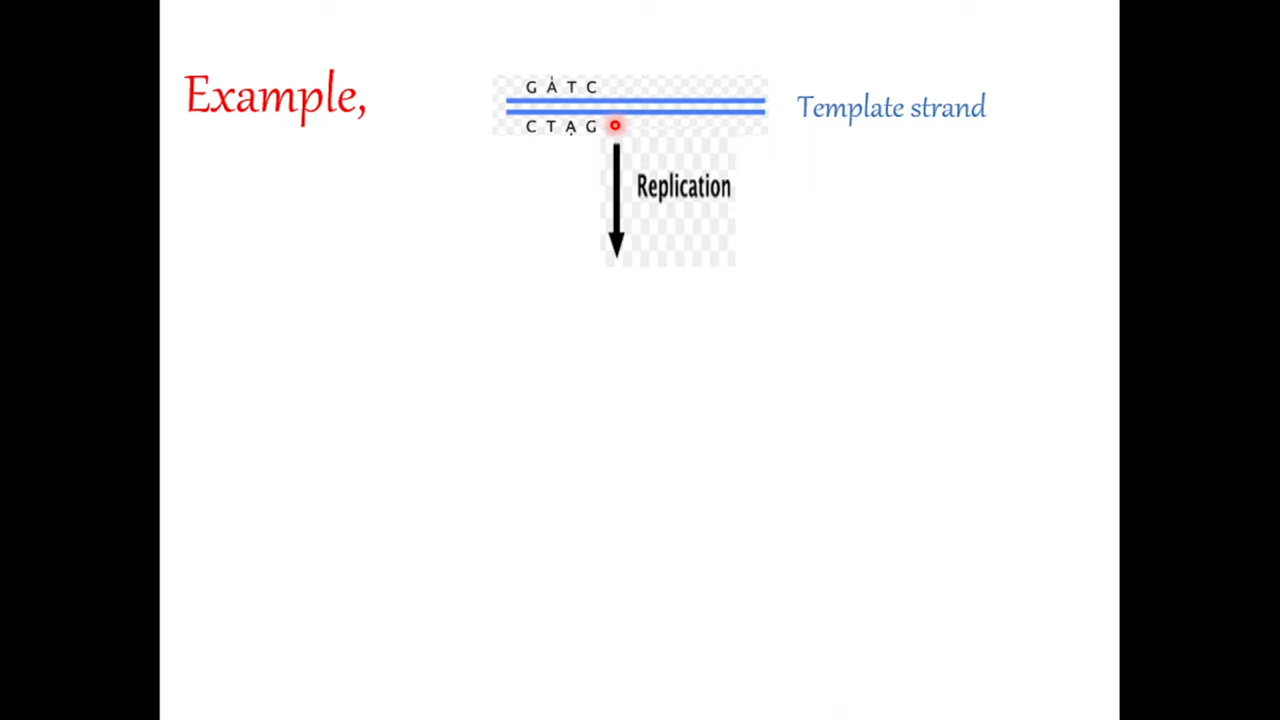 Example,
G A T C
C T A G
Template strand
Replication